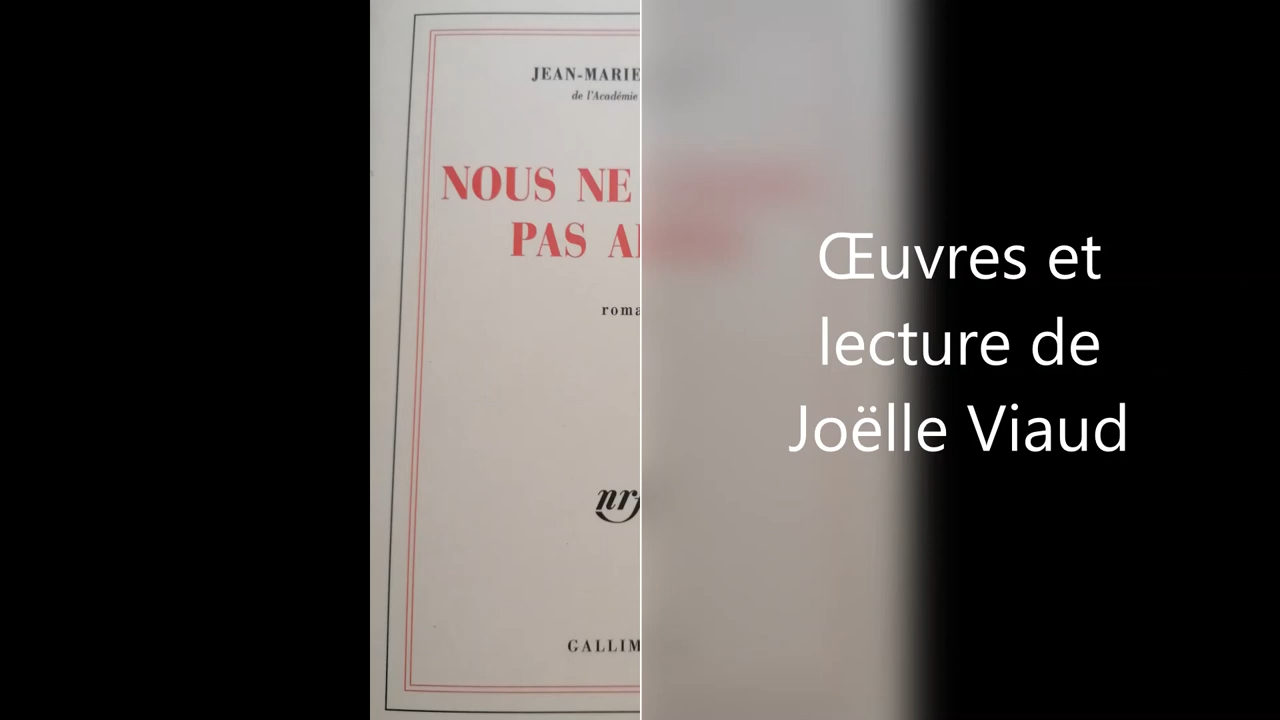 JEAN-MARIE
de l'Académie
NOUS NE
PAS
roma
nrf
GALLIM
Œuvres et
lecture de
Joëlle Viaud